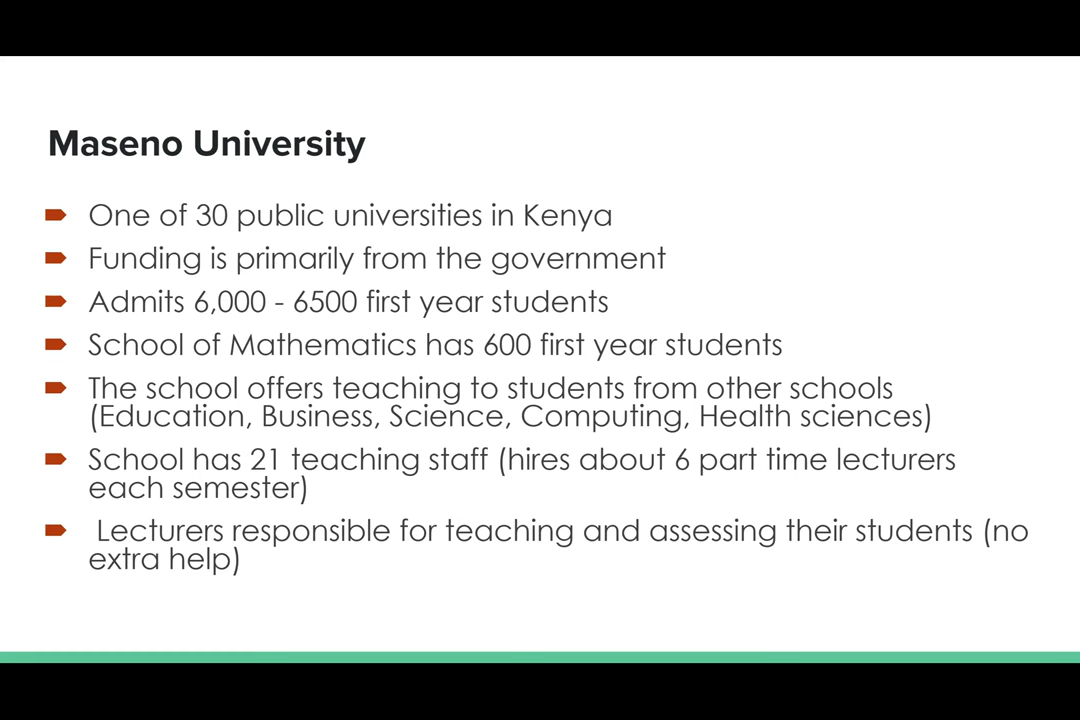 Maseno University
One of 30 public universities in Kenya
Funding is primarily from the government
Admits 6,000 - 6500 first year students
School of Mathematics has 600 first year students
The school offers teaching to students from other schools
(Education, Business, Science, Computing, Health sciences)
School has 21 teaching staff (hires about 6 part time lecturers
each semester)
Lecturers responsible for teaching and assessing their students (no
extra help)